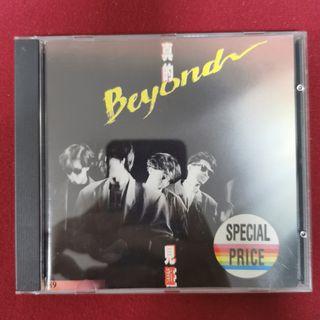 真的
Beyond
見証
SPECIAL
PRICE